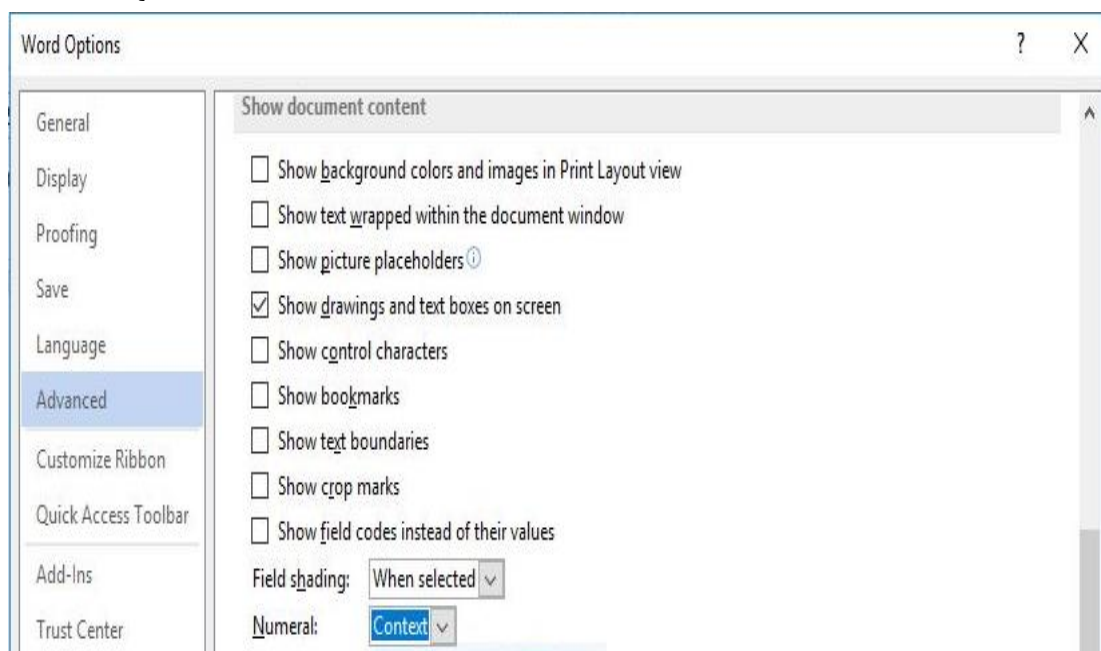 Word Options ? X
General
Display
Proofing
Save
Language
Advanced
Customize Ribbon
Quick Access Toolbar
Add-Ins
Trust Center
Show document content
Show background colors and images in Print Layout view
Show text wrapped within the document window
Show picture placeholders
Show drawings and text boxes on screen
Show control characters
Show bookmarks
Show text boundaries
Show crop marks
Show field codes instead of their values
Field shading: When selected
Numeral: Context